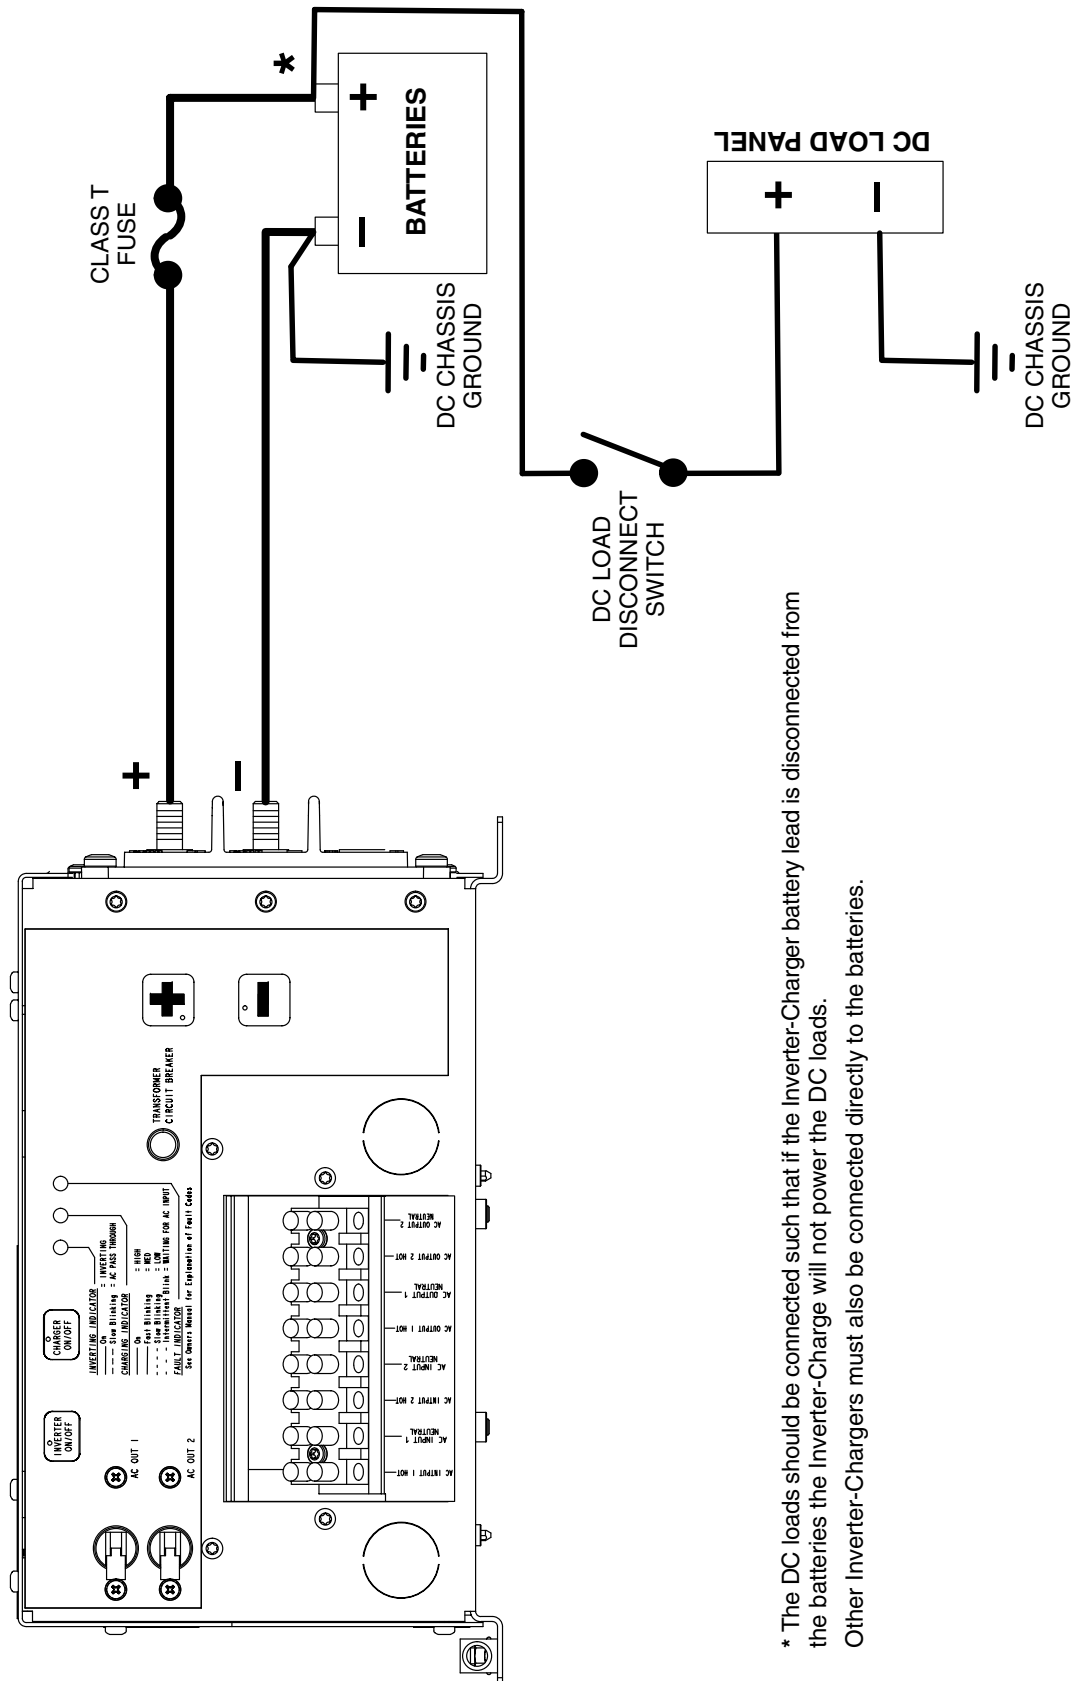 CLASS T
FUSE
*
+
−
+
−
BATTERIES
DC CHASSIS
GROUND
DC LOAD
DISCONNECT
SWITCH
DC LOAD PANEL
+
−
DC CHASSIS
GROUND
INVERTER
ON/OFF
CHARGER
ON/OFF
INVERTING INDICATOR
On = INVERTING
Slow Blinking = AC PASS THROUGH
CHARGING INDICATOR
On = HIGH
Fast Blinking = MED
Slow Blinking = LOW
Intermittent Blink = WAITING FOR AC INPUT
FAULT INDICATOR
See Owners Manual for Explanation of Fault Codes
AC OUT 1
AC OUT 2
TRANSFORMER
CIRCUIT BREAKER
+
−
AC INTPUT 1 HOT
AC INPUT 1
NEUTRAL
AC INTPUT 2 HOT
AC INPUT 2
NEUTRAL
AC OUTPUT 1 HOT
AC OUTPUT 1
NEUTRAL
AC OUTPUT 2 HOT
AC OUTPUT 2
NEUTRAL
* The DC loads should be connected such that if the Inverter-Charger battery lead is disconnected from
the batteries the Inverter-Charge will not power the DC loads.
Other Inverter-Chargers must also be connected directly to the batteries.